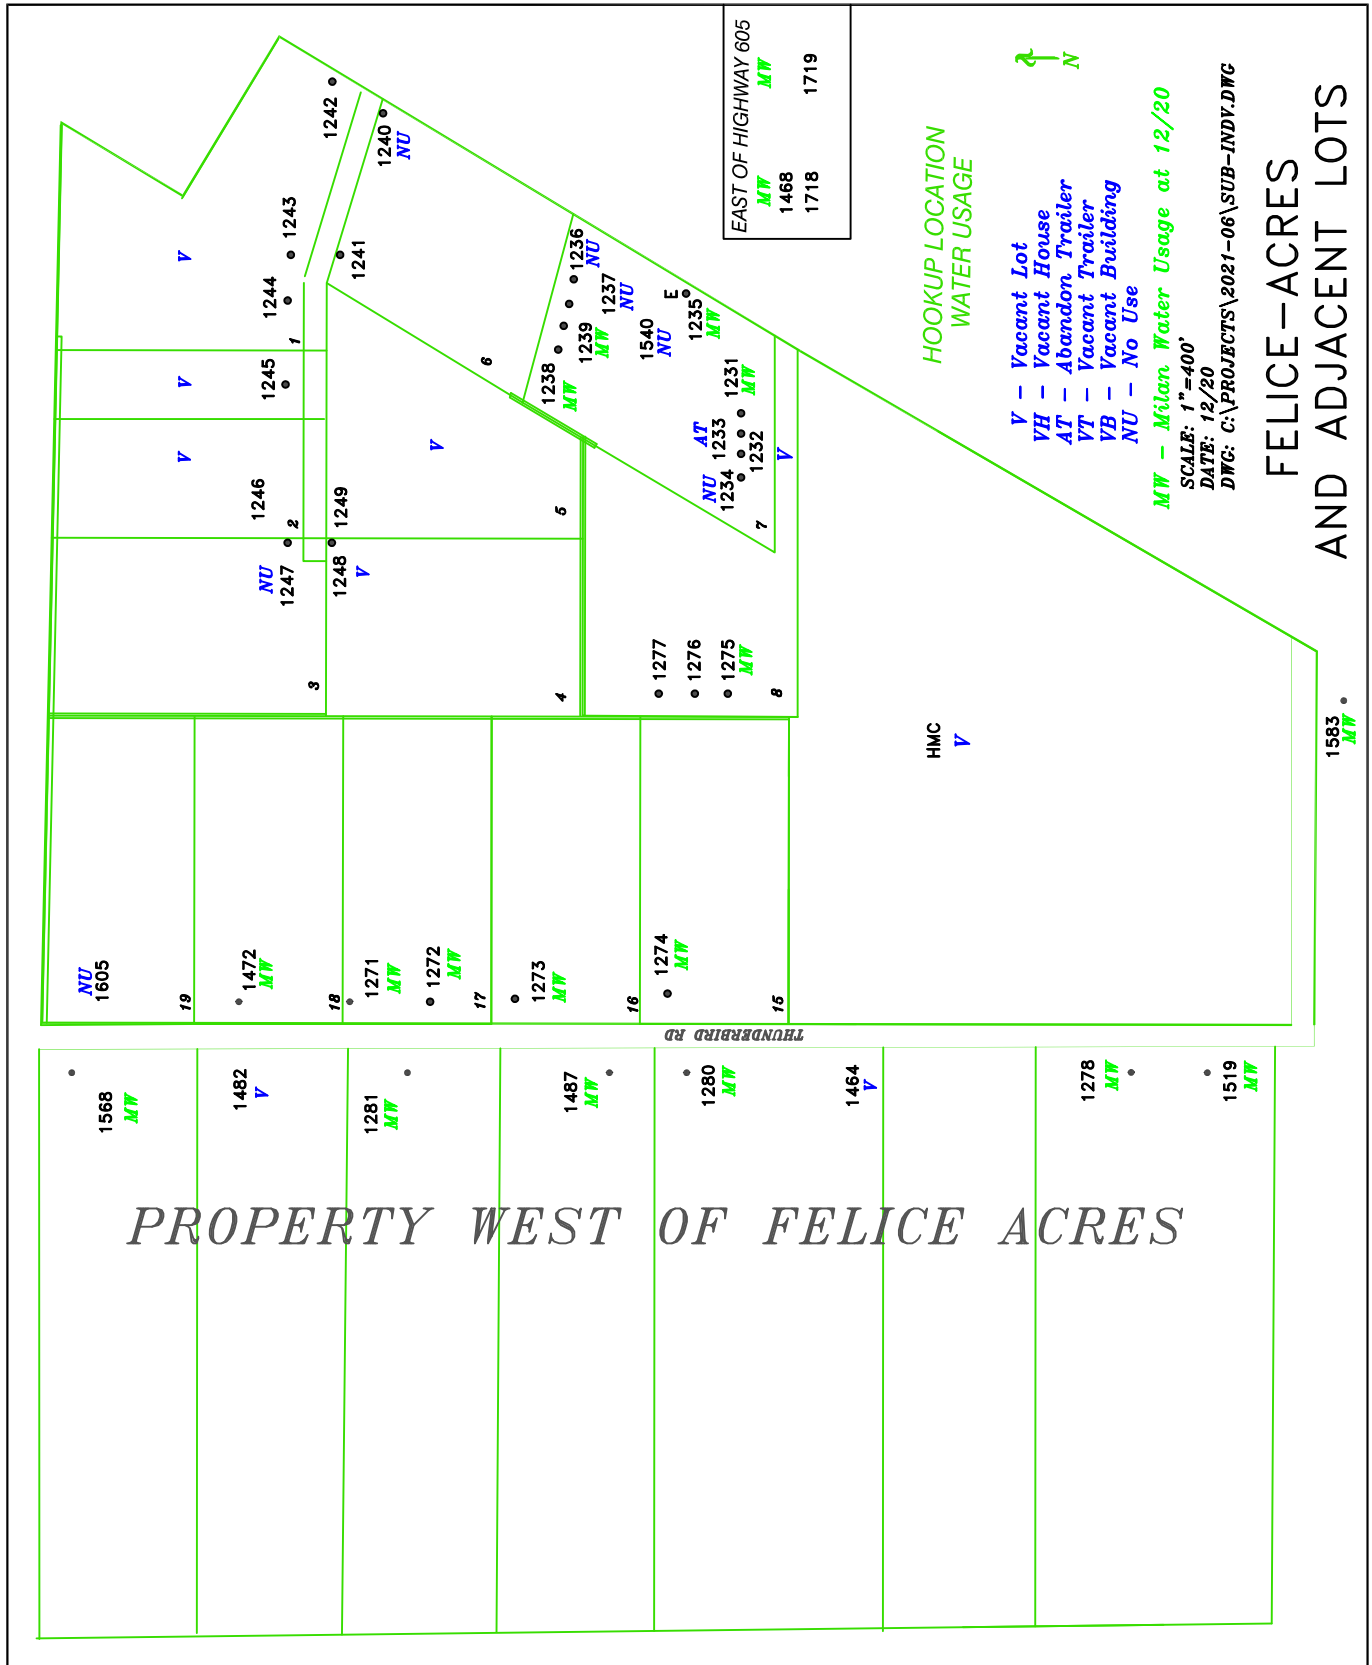 1568
MW
1482
V
1281
MW
1487
MW
1280
MW
1464
V
1278
MW
1519
MW
PROPERTY WEST OF FELICE ACRES
THUNDERBIRD RD
NU
1605
19
1472
MW
18
1271
MW
1272
MW
17
1273
MW
16
1274
MW
15
HMC
V
1583
MW
3
4
NU
1247
1248
V
1246
2
1249
V
V
V
V
1245
1244
1
1243
1242
1240
NU
1241
5
6
1238
MW
1239
MW
1236
NU
1237
NU
1540
NU
E
1235
MW
1231
MW
AT
1233
1232
V
NU
1234
7
1277
1276
1275
MW
8
EAST OF HIGHWAY 605
MW MW
1468
1718 1719
N
HOOKUP LOCATION
WATER USAGE
V - Vacant Lot
VH - Vacant House
AT - Abandon Trailer
VT - Vacant Trailer
VB - Vacant Building
NU - No Use
MW - Milan Water Usage at 12/20
SCALE: 1"=400'
DATE: 12/20
DWG: C:\PROJECTS\2021-06\SUB-INDV.DWG
FELICE-ACRES
AND ADJACENT LOTS